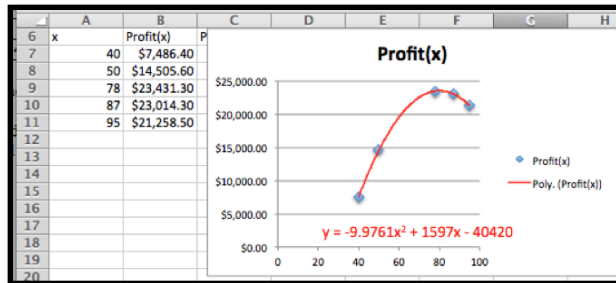 A B C D E F G H
6 x Profit(x) P
7 40 $7,486.40
8 50 $14,505.60
9 78 $23,431.30
10 87 $23,014.30
11 95 $21,258.50
12
13
14
15
16
17
18
19
20
Profit(x)
$25,000.00
$20,000.00
$15,000.00
$10,000.00
$5,000.00
$0.00
0 20 40 60 80 100
y = -9.9761x² + 1597x - 40420
Profit(x)
Poly. (Profit(x))